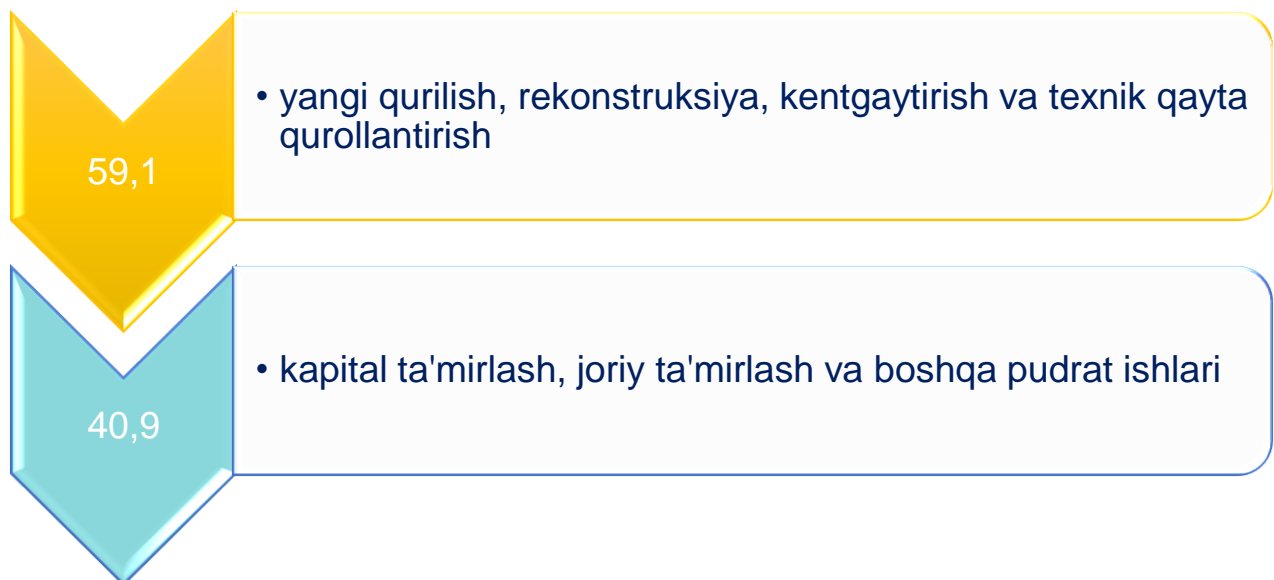 59,1
• yangi qurilish, rekonstruksiya, kentgaytirish va texnik qayta
qurollantirish
40,9
• kapital ta'mirlash, joriy ta'mirlash va boshqa pudrat ishlari